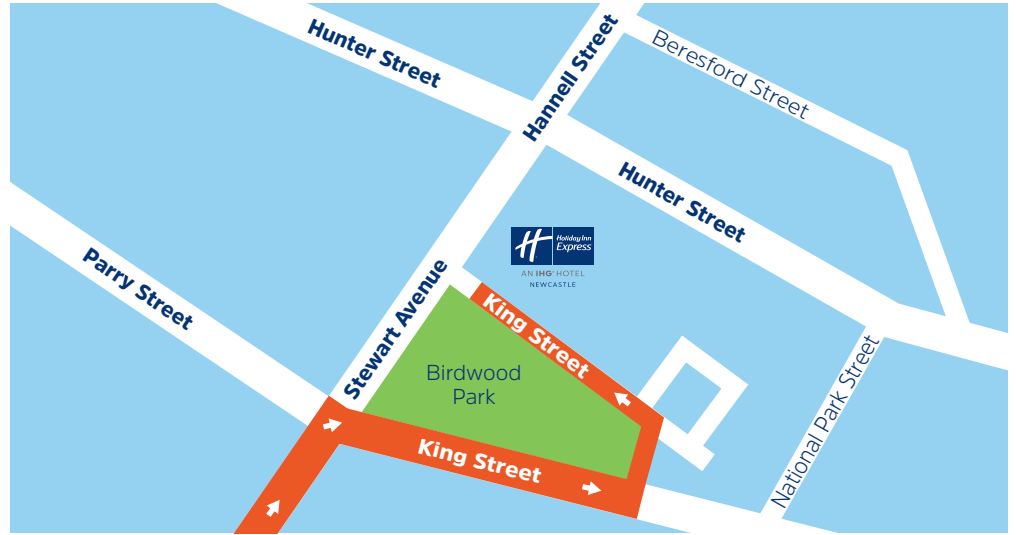 Hunter Street
Hannell Street
Beresford Street
Hunter Street
Holiday Inn
Express
AN IHG® HOTEL
NEWCASTLE
Parry Street
Stewart Avenue
King Street
Birdwood
Park
National Park Street
King Street